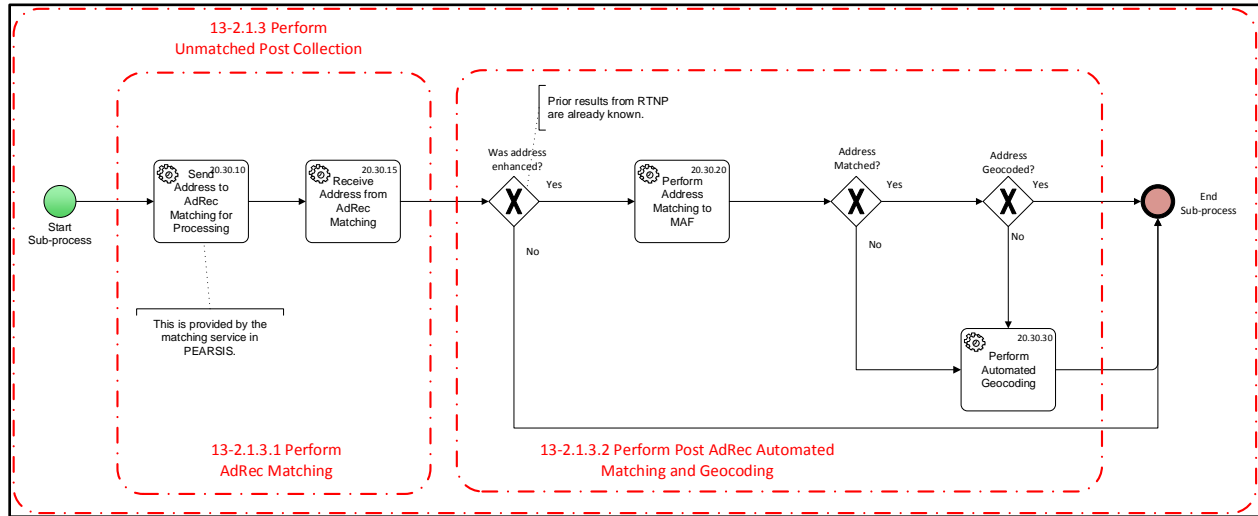 13-2.1.3 Perform
Unmatched Post Collection
Prior results from RTNP
are already known.
Start
Sub-process
20.30.10
Send
Address to
AdRec
Matching for
Processing
This is provided by the
matching service in
PEARSIS.
20.30.15
Receive
Address from
AdRec
Matching
13-2.1.3.1 Perform
AdRec Matching
Was address
enhanced?
Yes
No
20.30.20
Perform
Address
Matching to
MAF
Address
Matched?
Yes
No
Address
Geocoded?
Yes
No
20.30.30
Perform
Automated
Geocoding
End
Sub-process
13-2.1.3.2 Perform Post AdRec Automated
Matching and Geocoding